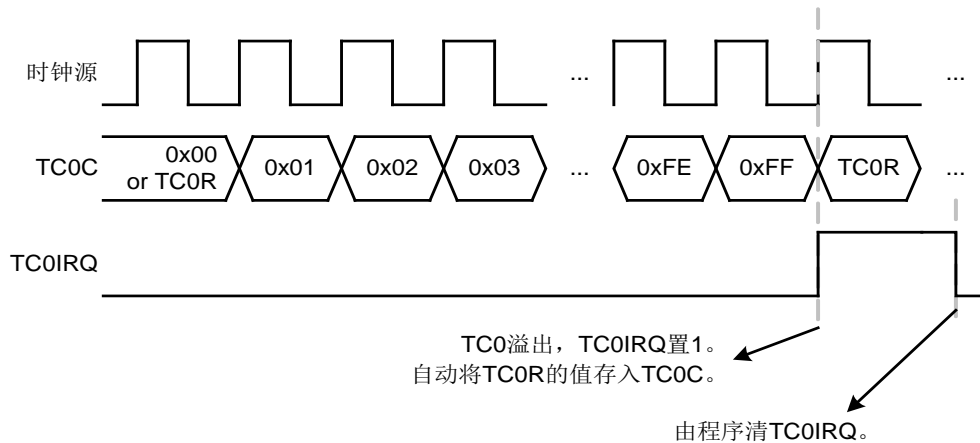 时钟源
... ...
TC0C
0x00
or TC0R
0x01
0x02
0x03
...
0xFE
0xFF
TC0R
...
TC0IRQ
TC0溢出，TC0IRQ置1。
自动将TC0R的值存入TC0C。
由程序清TC0IRQ。